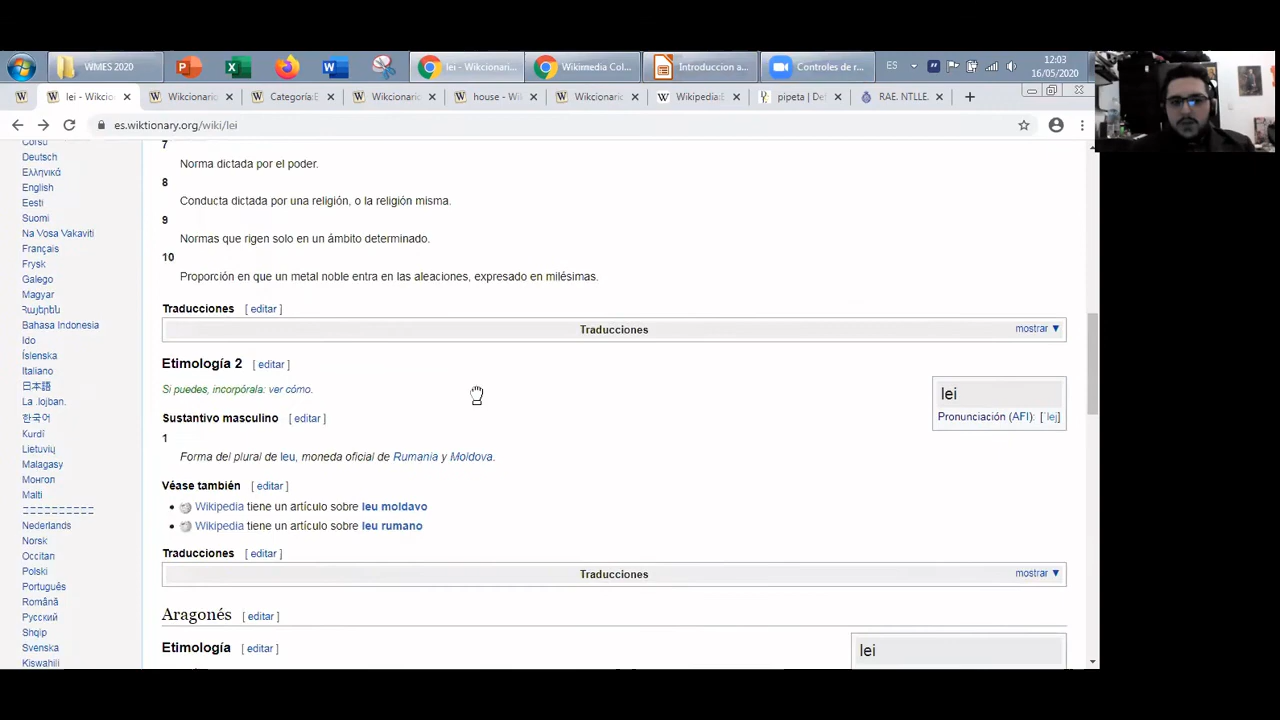 WMES 2020
lei - Wikcionari...
Wikimedia Col...
Introduccion a...
Controles de r...
ES
12:03
16/05/2020
lei - Wikcio
Wikcionario
Categoría:E
Wikcionario
house - Wi
Wikcionario
Wikipedia:E
pipeta | De
RAE. NTLLE.
es.wiktionary.org/wiki/lei
Corsu
Deutsch
Ελληνικά
English
Eesti
Suomi
Na Vosa Vakaviti
Français
Frysk
Galego
Magyar
Հայերեն
Bahasa Indonesia
Ido
Íslenska
Italiano
日本語
La .lojban.
한국어
Kurdî
Lietuvių
Malagasy
Монгол
Malti
==========
Nederlands
Norsk
Occitan
Polski
Português
Română
Русский
Shqip
Svenska
Kiswahili
7
Norma dictada por el poder.
8
Conducta dictada por una religión, o la religión misma.
9
Normas que rigen solo en un ámbito determinado.
10
Proporción en que un metal noble entra en las aleaciones, expresado en milésimas.
Traducciones [ editar ]
Traducciones mostrar ▼
Etimología 2 [ editar ]
Si puedes, incorpórala: ver cómo.
lei
Pronunciación (AFI): [ˈlej]
Sustantivo masculino [ editar ]
1
Forma del plural de leu, moneda oficial de Rumania y Moldova.
Véase también [ editar ]
• Wikipedia tiene un artículo sobre leu moldavo
• Wikipedia tiene un artículo sobre leu rumano
Traducciones [ editar ]
Traducciones mostrar ▼
Aragonés [ editar ]
Etimología [ editar ]
lei